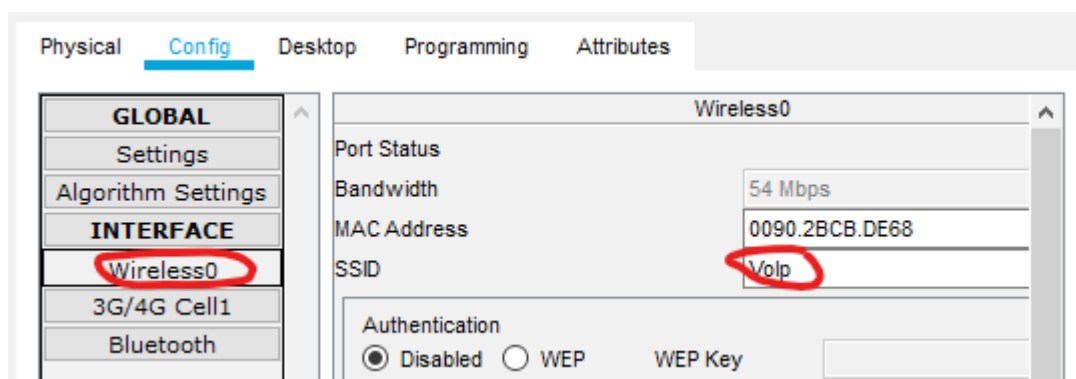 Physical Config Desktop Programming Attributes
GLOBAL
Settings
Algorithm Settings
INTERFACE
Wireless0
3G/4G Cell1
Bluetooth
Wireless0
Port Status
Bandwidth 54 Mbps
MAC Address 0090.2BCB.DE68
SSID VoIp
Authentication
Disabled WEP WEP Key